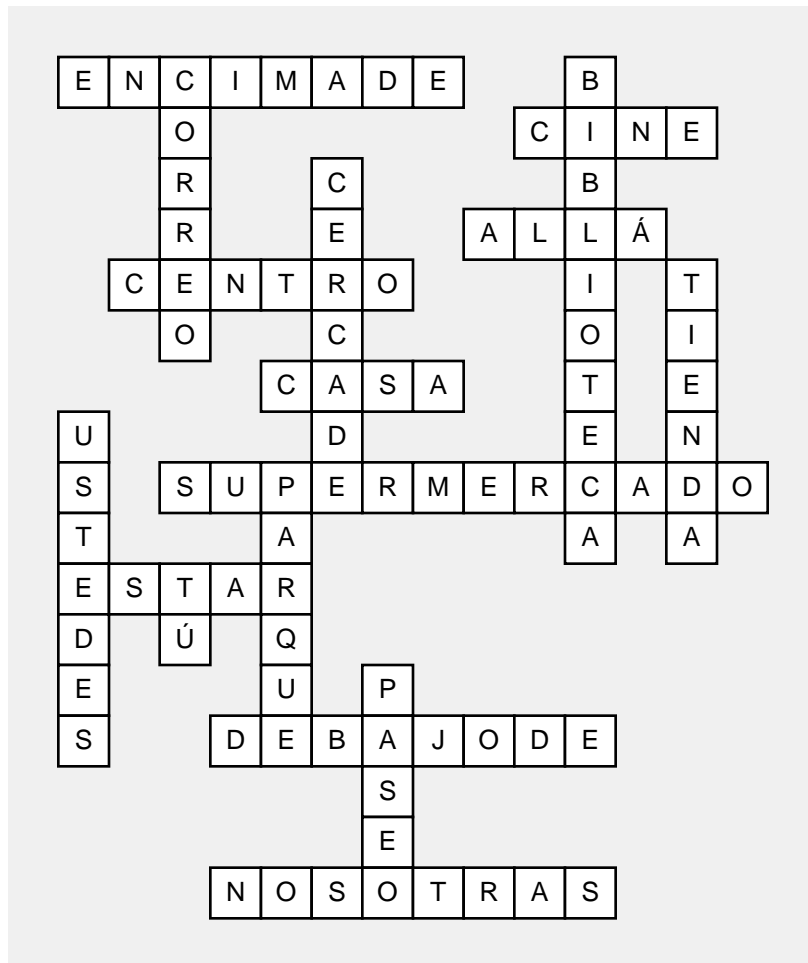 E N C I M A D E B
O C I N E
R C B
R E A L L Á
C E N T R O I T
O C O I
C A S A T E
U D E N
S S U P E R M E R C A D O
T A A A
E S T A R
D Ú Q
E U P
S D E B A J O D E
S
E
N O S O T R A S